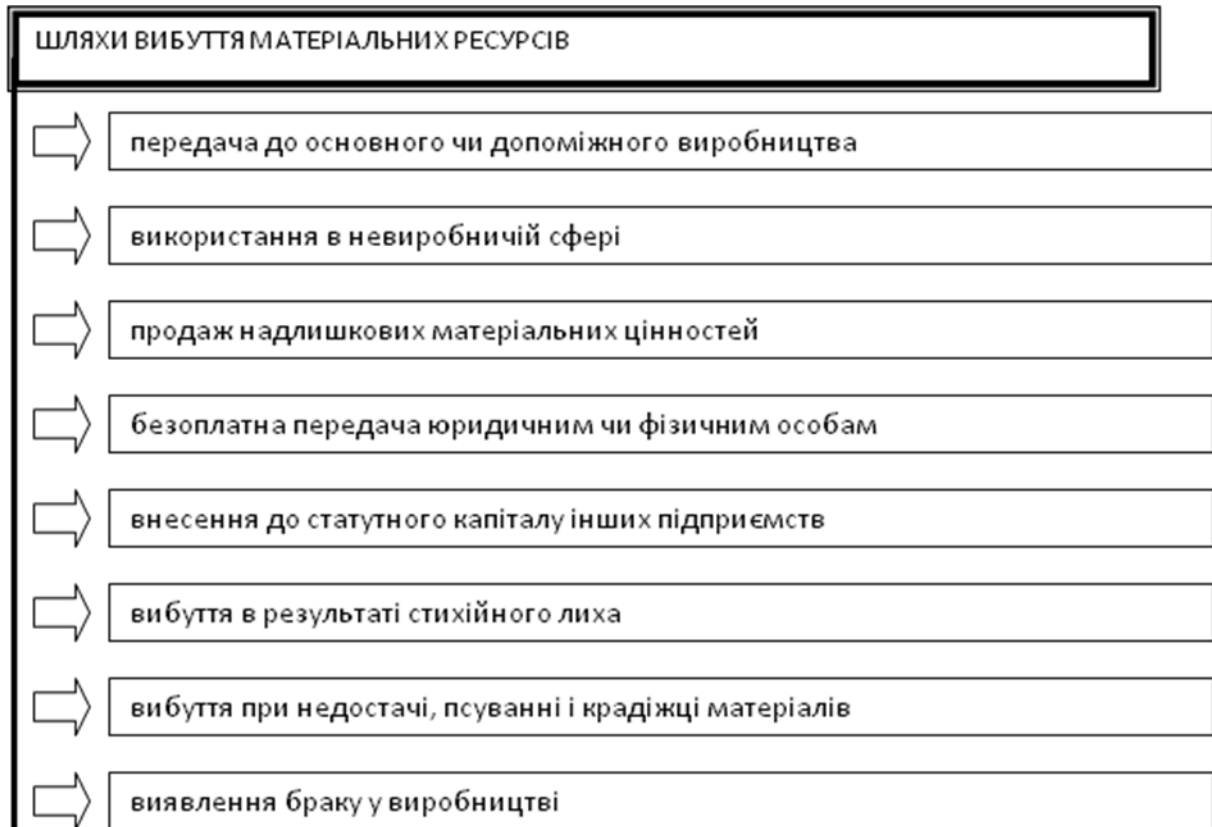 ШЛЯХИ ВИБУТТЯ МАТЕРІАЛЬНИХ РЕСУРСІВ
передача до основного чи допоміжного виробництва
використання в невиробничій сфері
продаж надлишкових матеріальних цінностей
безоплатна передача юридичним чи фізичним особам
внесення до статутного капіталу інших підприємств
вибуття в результаті стихійного лиха
вибуття при недостачі, псуванні і крадіжці матеріалів
виявлення браку у виробництві